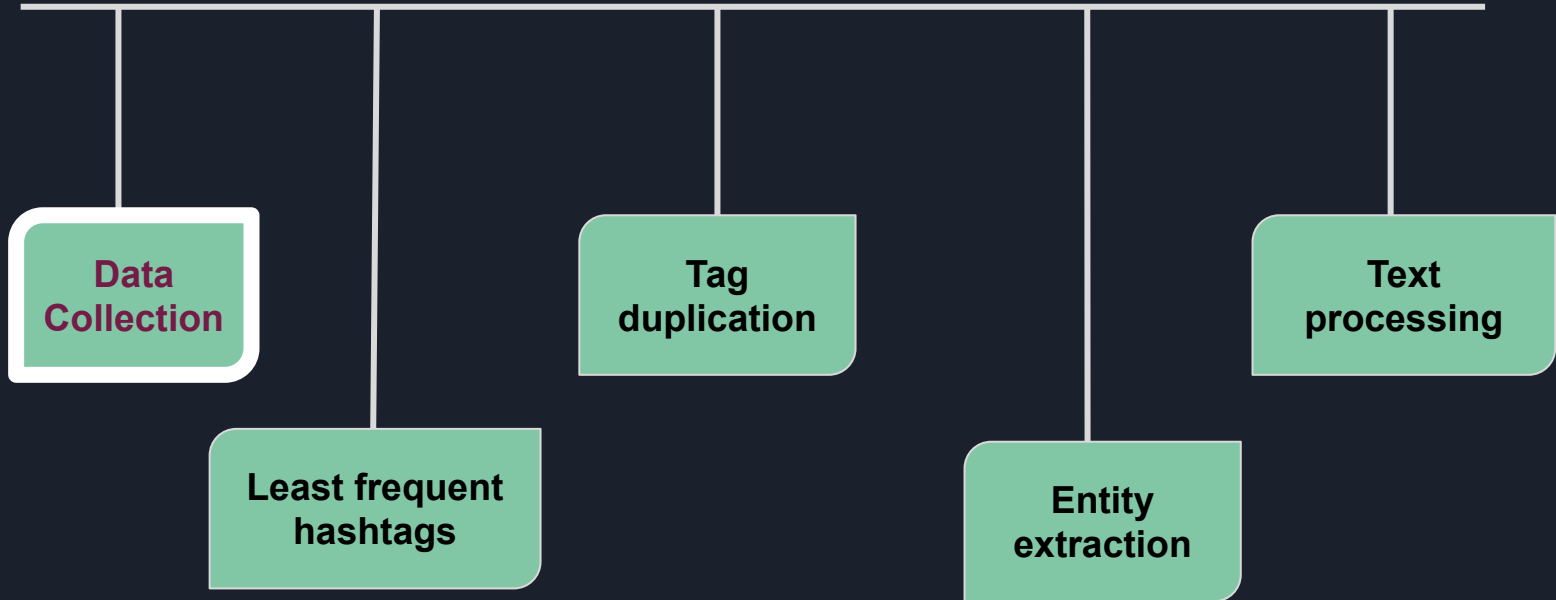 Data
Collection
Least frequent
hashtags
Tag
duplication
Entity
extraction
Text
processing